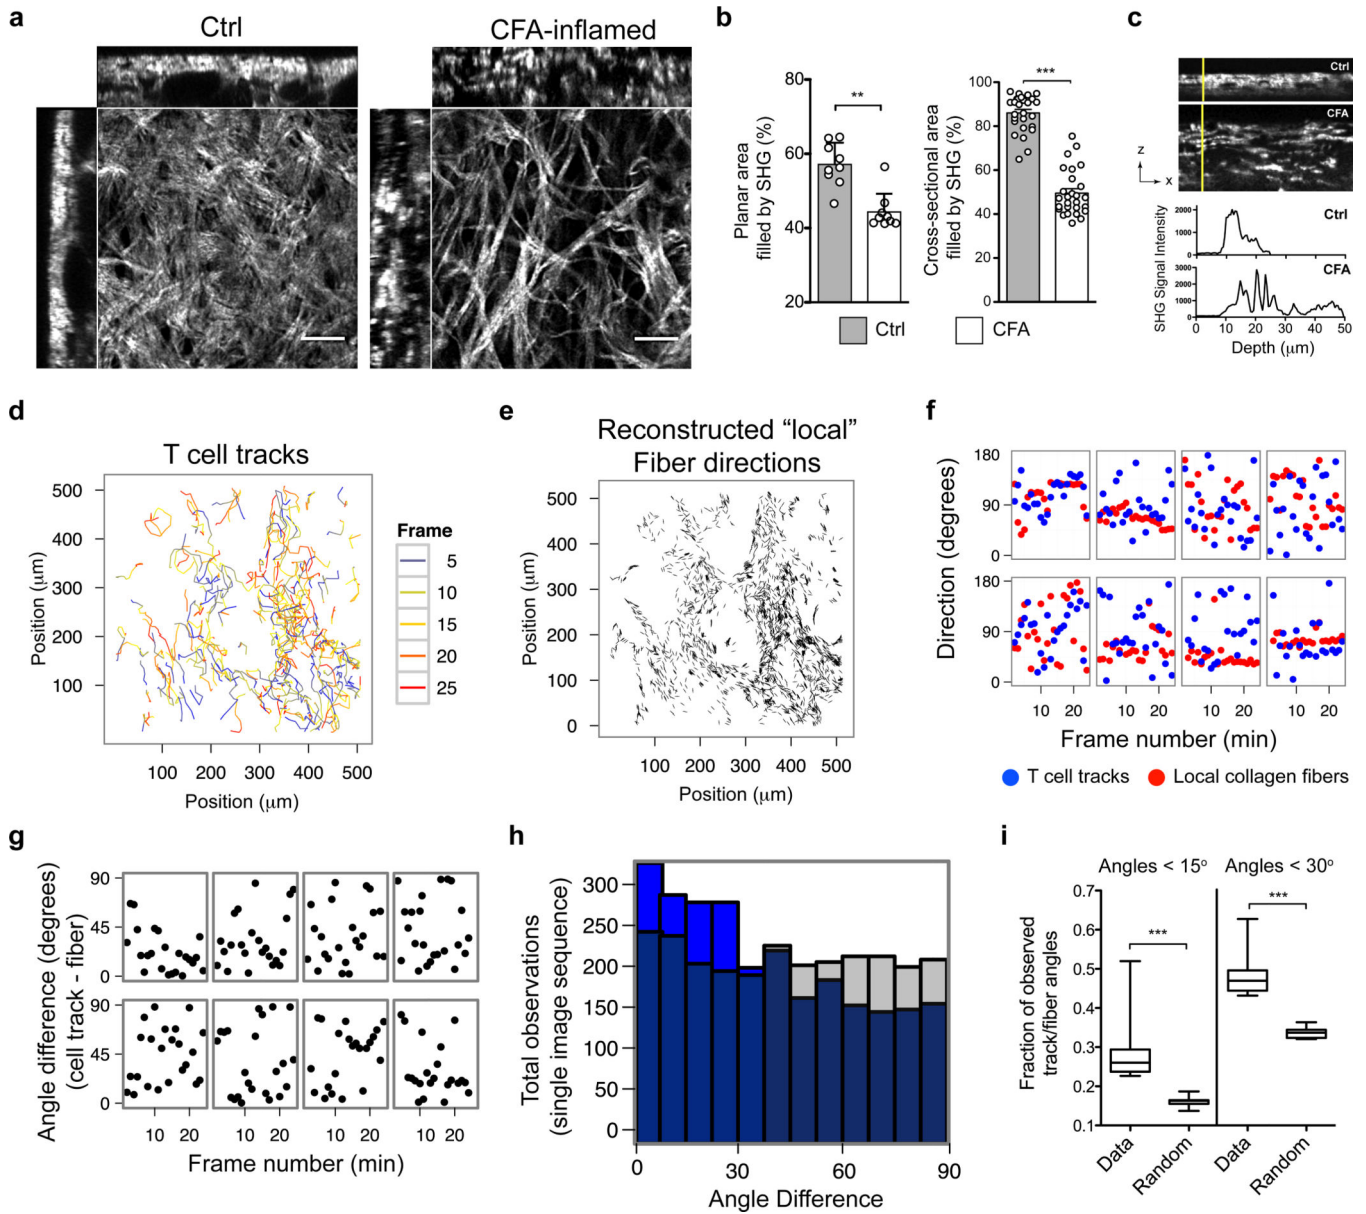 a
Ctrl
CFA-inflamed
b
Planar area
filled by SHG (%)
80
60
40
20
**
Cross-sectional area
filled by SHG (%)
100
80
60
40
20
0
***
Ctrl
CFA
c
Ctrl
CFA
Z
X
SHG Signal Intensity
2000
1000
0
Ctrl
3000
2000
1000
0
CFA
0 10 20 30 40 50
Depth (μm)
d
T cell tracks
Position (μm)
500
400
300
200
100
100 200 300 400 500
Position (μm)
Frame
5
10
15
20
25
e
Reconstructed “local”
Fiber directions
Position (μm)
500
400
300
200
100
0
100 200 300 400 500
Position (μm)
f
Direction (degrees)
180
90
0
180
90
0
10 20 10 20 10 20 10 20
Frame number (min)
T cell tracks
Local collagen fibers
g
Angle difference (degrees)
(cell track - fiber)
90
45
0
90
45
0
10 20 10 20 10 20 10 20
Frame number (min)
h
Total observations
(single image sequence)
300
250
200
150
100
50
0
0 30 60 90
Angle Difference
i
Angles < 15°
Angles < 30°
Fraction of observed
track/fiber angles
0.7
0.5
0.3
0.2
0.1
***
***
Data
Random
Data
Random